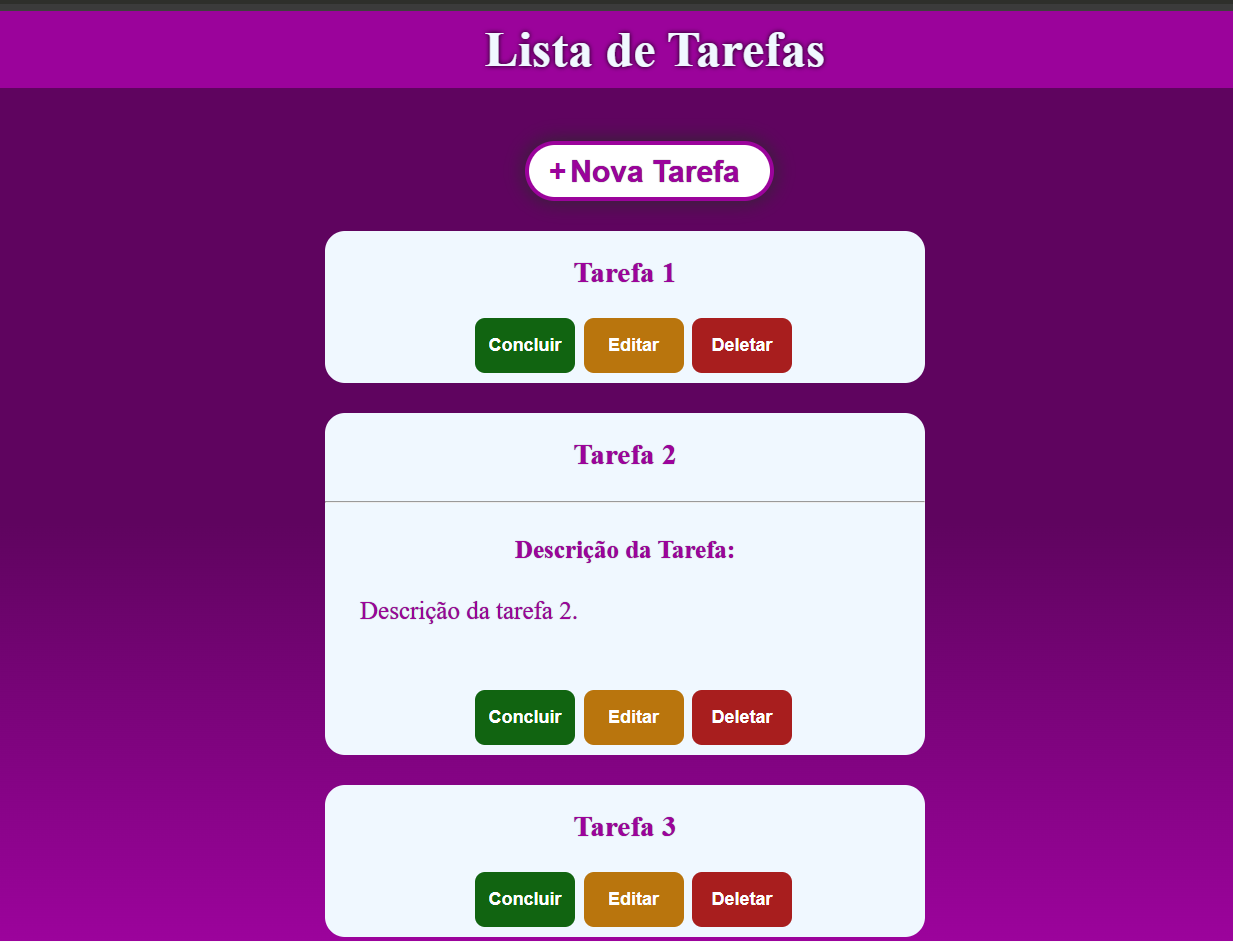 Lista de Tarefas
+Nova Tarefa
Tarefa 1
Concluir Editar Deletar
Tarefa 2
Descrição da Tarefa:
Descrição da tarefa 2.
Concluir Editar Deletar
Tarefa 3
Concluir Editar Deletar